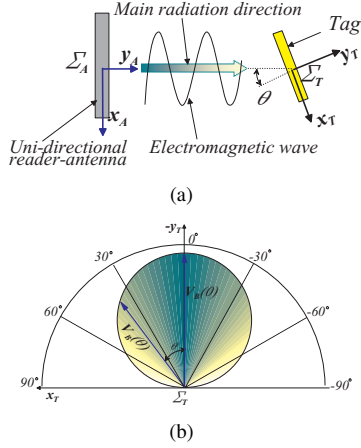 Main radiation direction
Tag
Σ_A
y_A
Σ_T
y_T
θ
x_A
x_T
Uni-directional
reader-antenna
Electromagnetic wave
(a)
-y_T
0°
30°
-30°
60°
-60°
V_R(0)
V_R(θ)
θ
90°
-90°
x_T
Σ_T
(b)